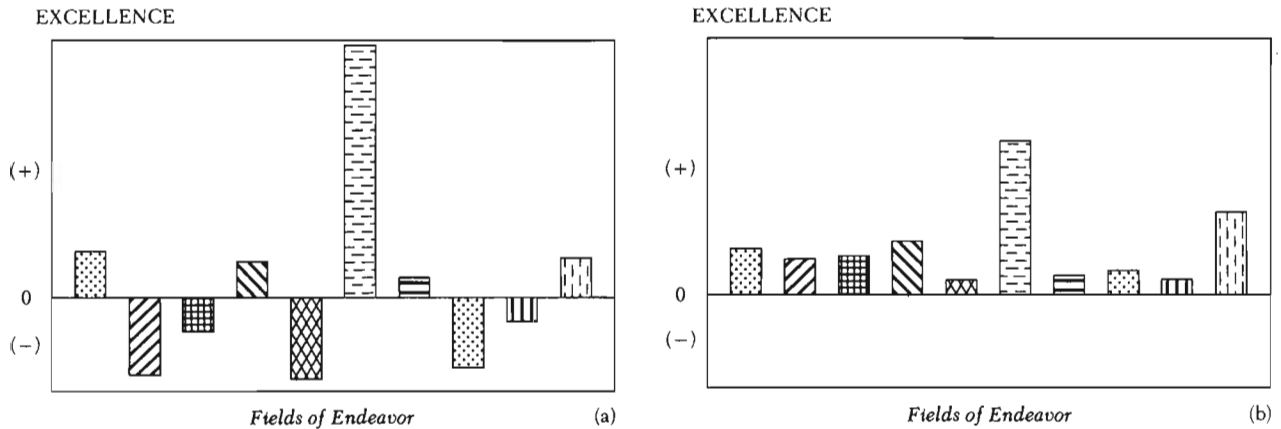 EXCELLENCE
(+)
0
(−)
Fields of Endeavor
(a)
EXCELLENCE
(+)
0
(−)
Fields of Endeavor
(b)